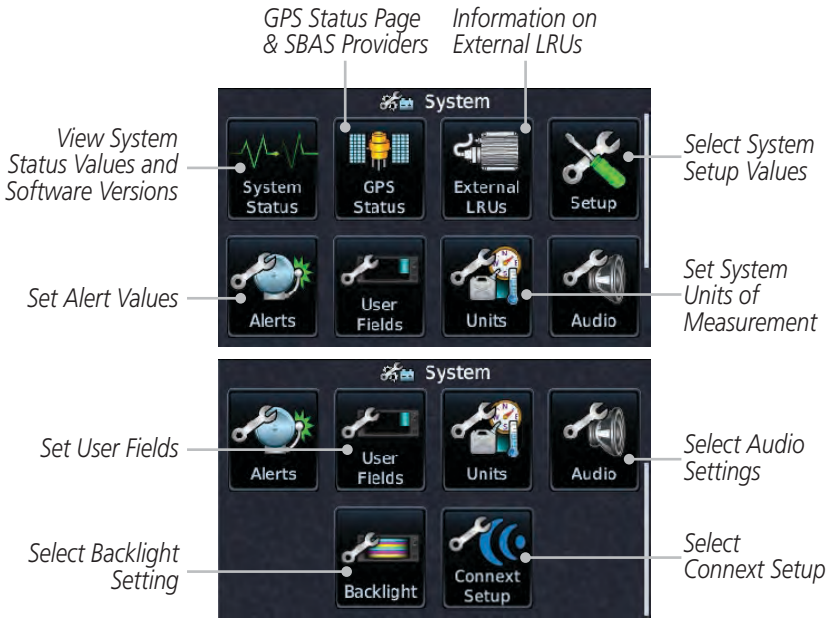 GPS Status Page
& SBAS Providers
Information on
External LRUs
System
View System
Status Values and
Software Versions
System
Status
GPS
Status
External
LRUs
Setup
Select System
Setup Values
Set Alert Values
Alerts
User
Fields
Units
Audio
Set System
Units of
Measurement
System
Set User Fields
Alerts
User
Fields
Units
Audio
Select Audio
Settings
Select Backlight
Setting
Backlight
Connext
Setup
Select
Connext Setup